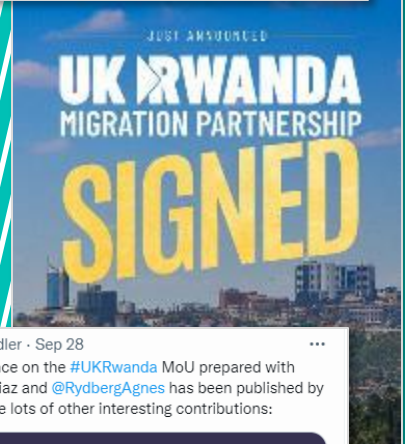 JUST ANNOUNCED
UK RWANDA
MIGRATION PARTNERSHIP
SIGNED
dler · Sep 28
nce on the #UKRwanda MoU prepared with
iaz and @RydbergAgnes has been published by
e lots of other interesting contributions: